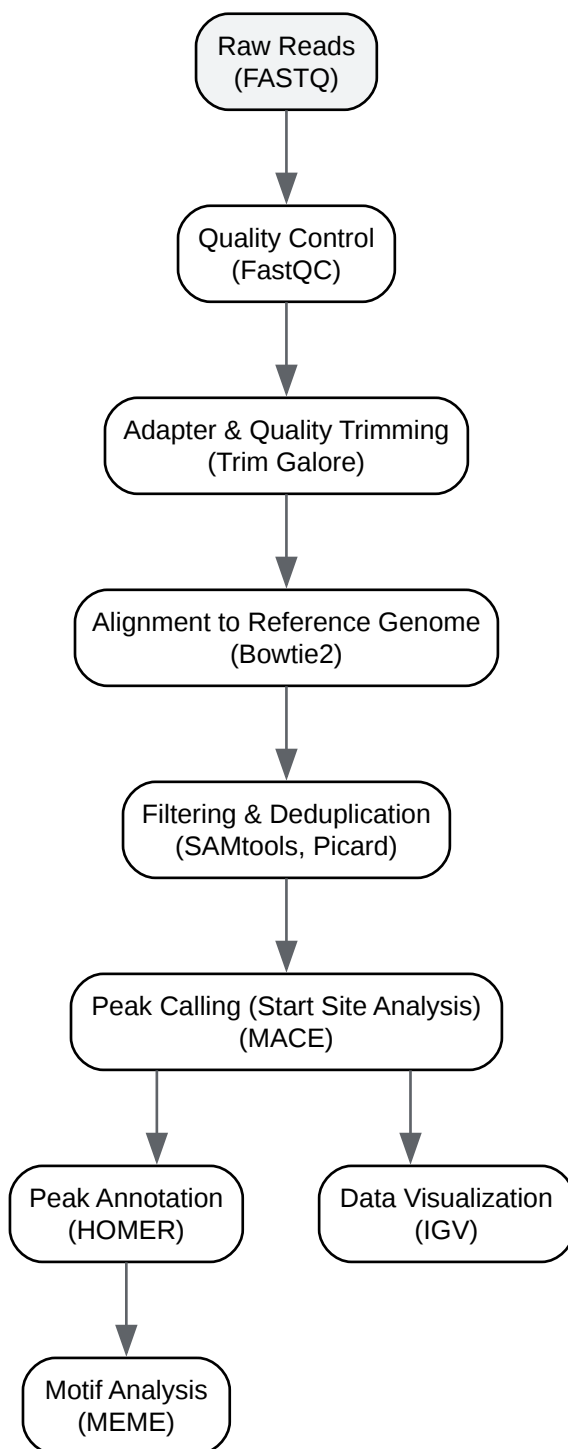 Raw Reads
(FASTQ)
Quality Control
(FastQC)
Adapter & Quality Trimming
(Trim Galore)
Alignment to Reference Genome
(Bowtie2)
Filtering & Deduplication
(SAMtools, Picard)
Peak Calling (Start Site Analysis)
(MACE)
Peak Annotation
(HOMER)
Data Visualization
(IGV)
Motif Analysis
(MEME)